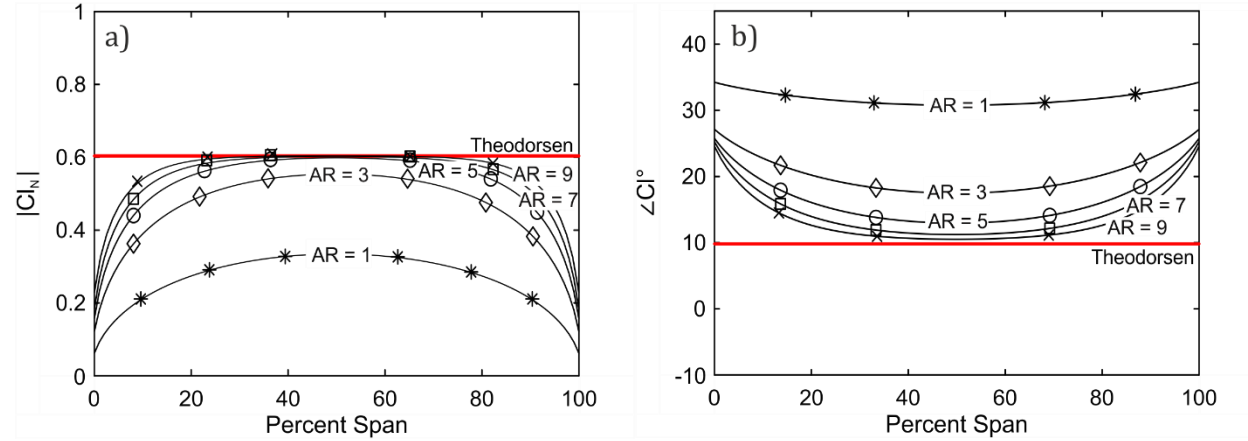 a)
|Cl_N|
1
0.8
0.6
0.4
0.2
0
Theodorsen
AR = 5
AR = 9
AR = 3
AR = 7
AR = 1
0 20 40 60 80 100
Percent Span
b)
∠Cl°
40
30
20
10
0
-10
AR = 1
AR = 3
AR = 7
AR = 5
AR = 9
Theodorsen
0 20 40 60 80 100
Percent Span